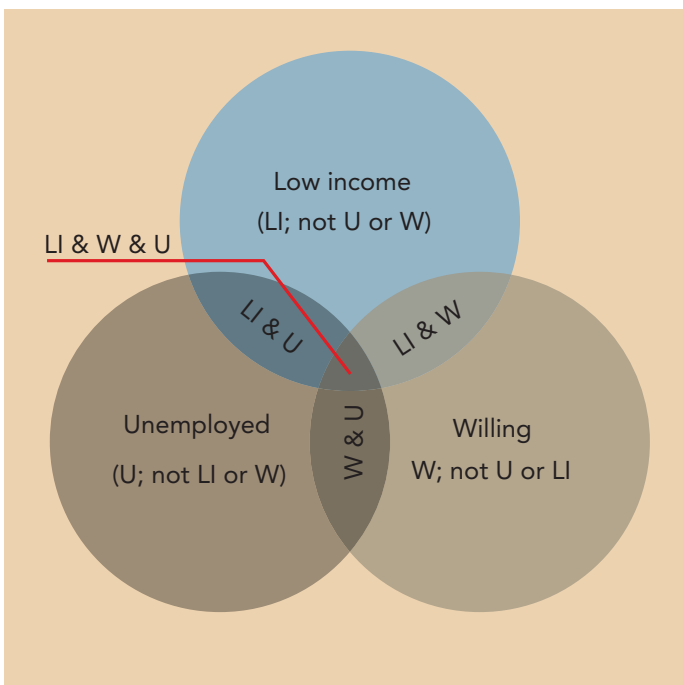 Low income
(LI; not U or W)
LI & W & U
LI & U
LI & W
Unemployed
(U; not LI or W)
W & U
Willing
W; not U or LI